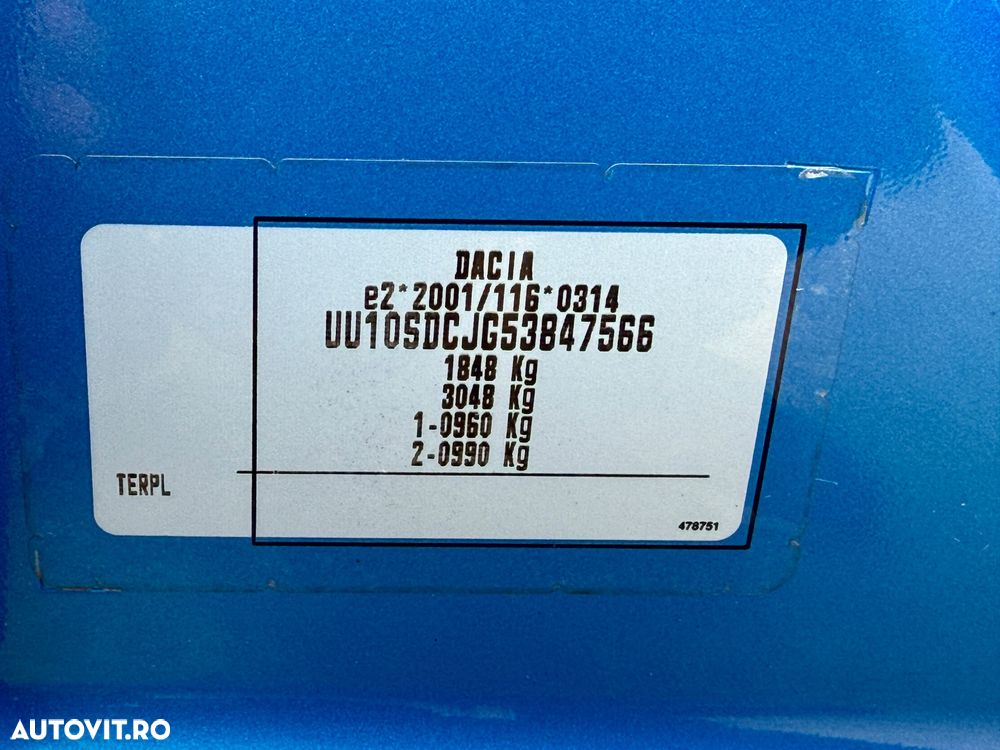 DACIA
e2*2001/116*0314
UU10SDCJG53847566
1848 Kg
3048 Kg
1-0960 Kg
2-0990 Kg
TERPL
478751
AUTOVIT.RO